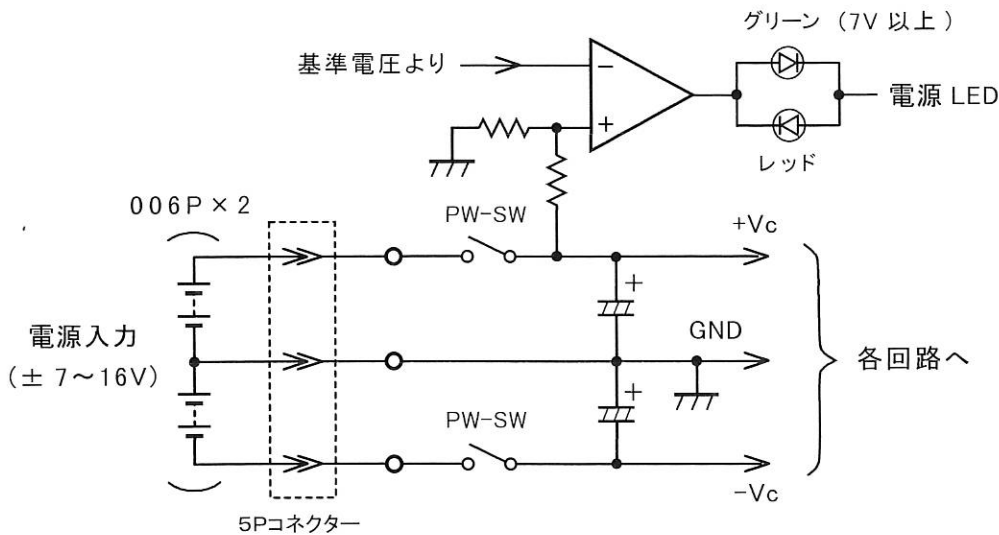 グリーン (7V 以上)
基準電圧より
−
+
電源 LED
レッド
006P × 2
PW-SW
+Vc
+
電源入力
(± 7〜16V)
GND
各回路へ
+
PW-SW
−Vc
5Pコネクター